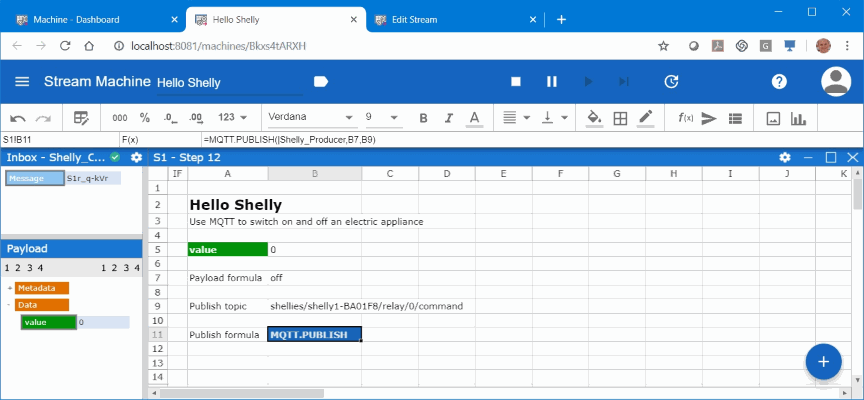 Machine - Dashboard
Hello Shelly
Edit Stream
localhost:8081/machines/Bkxs4tARXH
Stream Machine Hello Shelly
000 % .0 .00 123 Verdana 9 B I A f(x)
S1!B11 F(x) =MQTT.PUBLISH(|Shelly_Producer,B7,B9)
Inbox - Shelly_C...
S1 - Step 12
Message S1r_q-kVr
Payload
1 2 3 4 1 2 3 4
+ Metadata
- Data
value 0
IF A B C D E F G H I J K
1
2 Hello Shelly
3 Use MQTT to switch on and off an electric appliance
4
5 value 0
6
7 Payload formula off
8
9 Publish topic shellies/shelly1-BA01F8/relay/0/command
10
11 Publish formula MQTT.PUBLISH
12
13
14